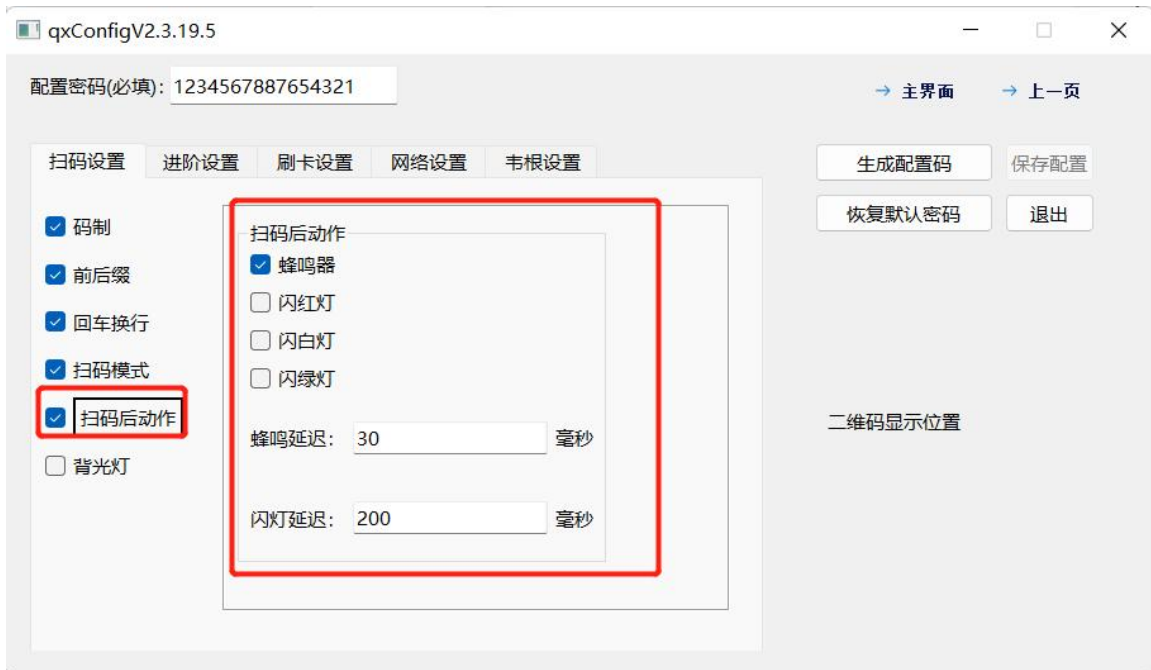 qxConfigV2.3.19.5
配置密码(必填): 1234567887654321
→ 主界面 → 上一页
扫码设置 进阶设置 刷卡设置 网络设置 韦根设置
生成配置码 保存配置
恢复默认密码 退出
码制
前后缀
回车换行
扫码模式
扫码后动作
背光灯
扫码后动作
蜂鸣器
闪红灯
闪白灯
闪绿灯
蜂鸣延迟: 30 毫秒
闪灯延迟: 200 毫秒
二维码显示位置